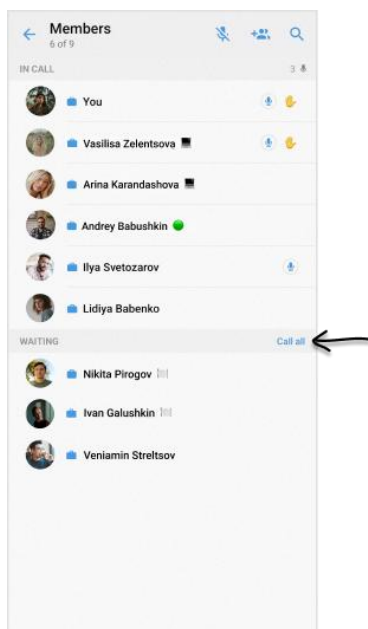 Members
6 of 9
IN CALL 3
You
Vasilisa Zelentsova
Arina Karandashova
Andrey Babushkin
Ilya Svetozarov
Lidiya Babenko
WAITING Call all
Nikita Pirogov
Ivan Galushkin
Veniamin Streltsov